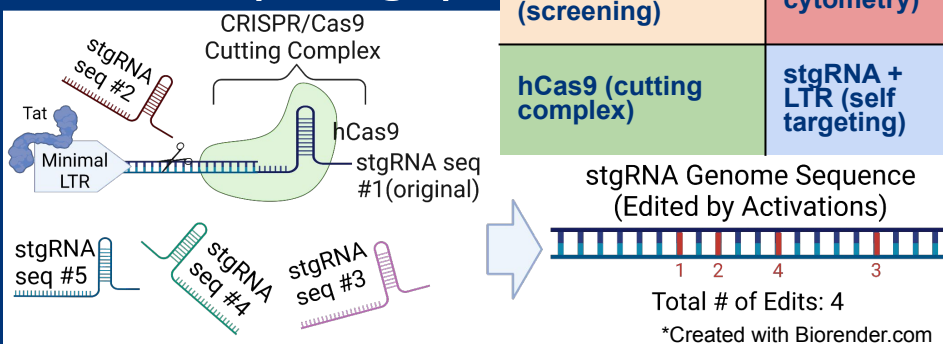 CRISPR/Cas9
Cutting Complex
stgRNA
seq #2
Tat
hCas9
Minimal
LTR
stgRNA seq
#1(original)
stgRNA
seq #5
stgRNA
seq #4
stgRNA
seq #3
(screening)
cytometry)
hCas9 (cutting
complex)
stgRNA +
LTR (self
targeting)
stgRNA Genome Sequence
(Edited by Activations)
1 2 4 3
Total # of Edits: 4
*Created with Biorender.com